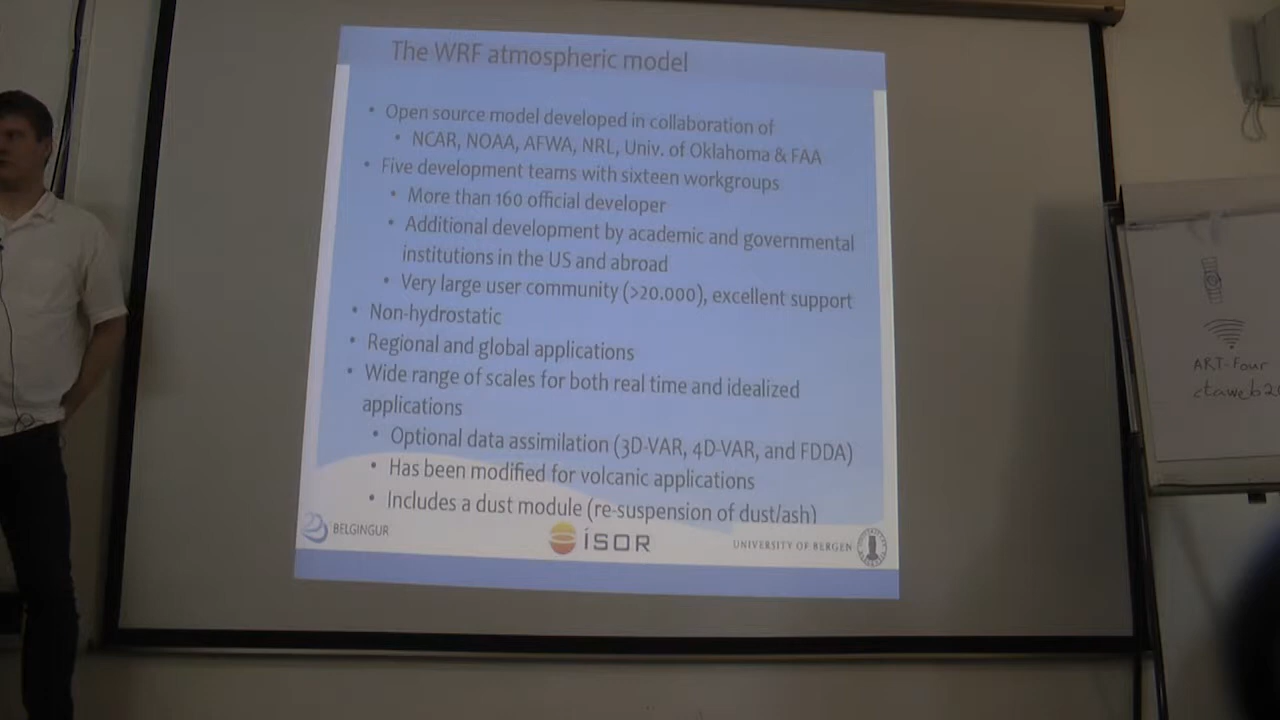 The WRF atmospheric model
• Open source model developed in collaboration of
• NCAR, NOAA, AFWA, NRL, Univ. of Oklahoma & FAA
• Five development teams with sixteen workgroups
• More than 160 official developer
• Additional development by academic and governmental
institutions in the US and abroad
• Very large user community (>20.000), excellent support
• Non-hydrostatic
• Regional and global applications
• Wide range of scales for both real time and idealized
applications
• Optional data assimilation (3D-VAR, 4D-VAR, and FDDA)
• Has been modified for volcanic applications
• Includes a dust module (re-suspension of dust/ash)
BELGINGUR
ÍSOR
UNIVERSITY OF BERGEN
ART-Four